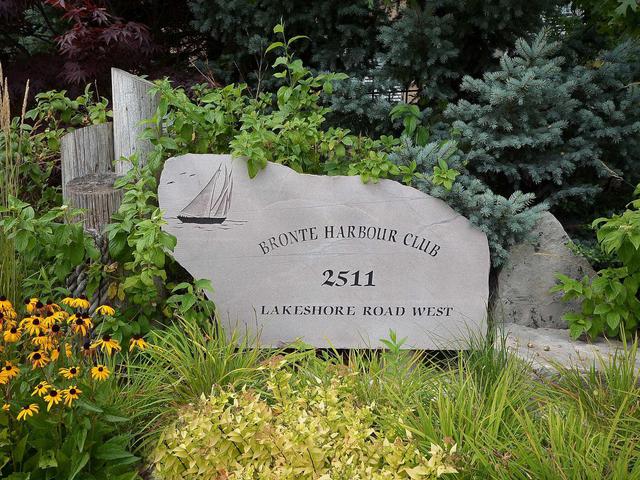 BRONTE HARBOUR CLUB
2511
LAKESHORE ROAD WEST